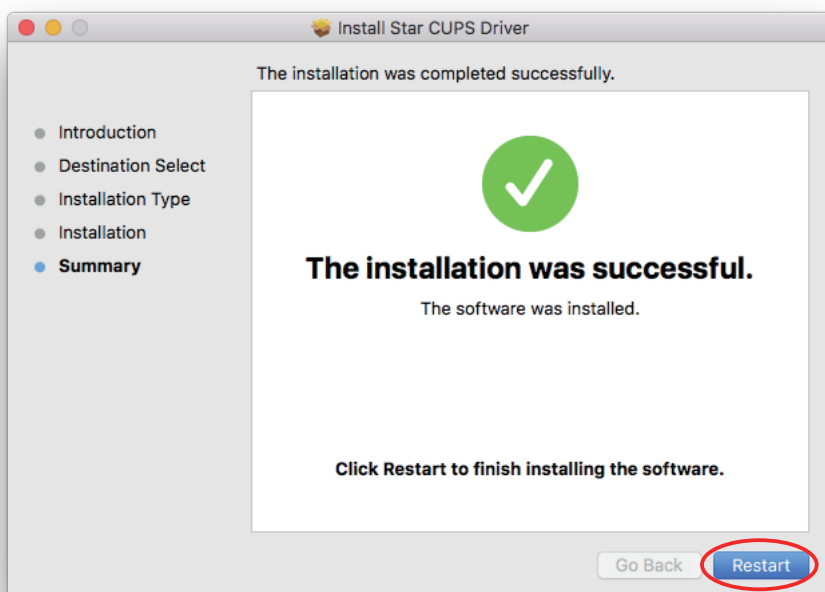 Install Star CUPS Driver
The installation was completed successfully.
Introduction
Destination Select
Installation Type
Installation
Summary
The installation was successful.
The software was installed.
Click Restart to finish installing the software.
Go Back
Restart